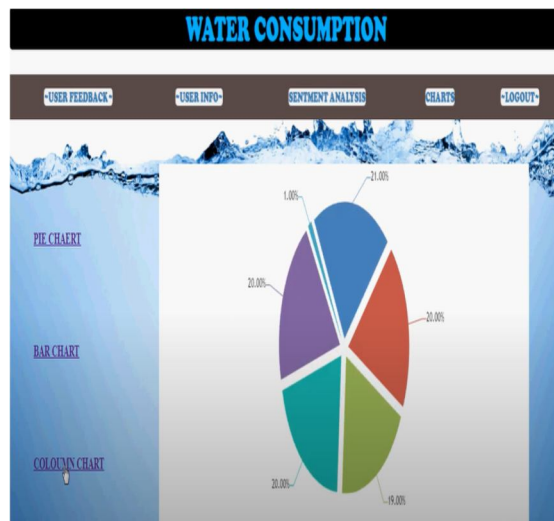 WATER CONSUMPTION
~USER FEEDBACK~ ~USER INFO~ SENTMENT ANALYSIS CHARTS ~LOGOUT~
21.00%
1.00%
PIE CHAERT
20.00%
20.00%
BAR CHART
COLOUMN CHART
20.00%
19.00%